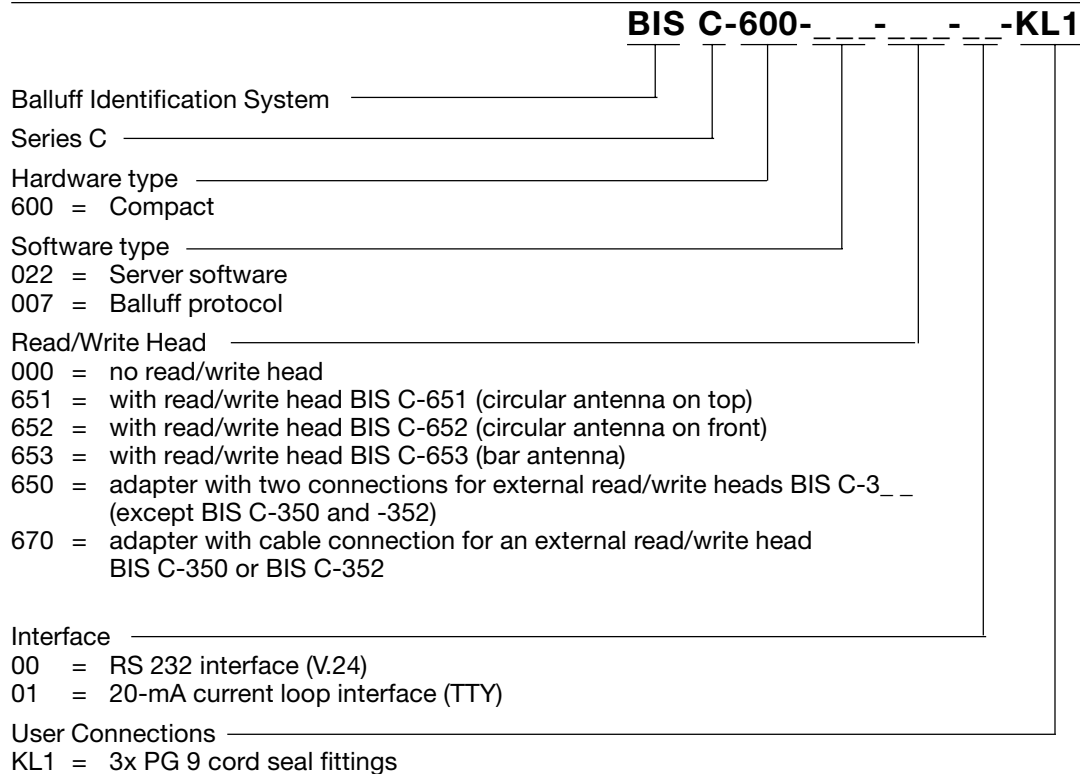 BIS C-600-_ _ _-_ _ _-_ _-KL1
Balluff Identification System
Series C
Hardware type
600 = Compact
Software type
022 = Server software
007 = Balluff protocol
Read/Write Head
000 = no read/write head
651 = with read/write head BIS C-651 (circular antenna on top)
652 = with read/write head BIS C-652 (circular antenna on front)
653 = with read/write head BIS C-653 (bar antenna)
650 = adapter with two connections for external read/write heads BIS C-3_ _
(except BIS C-350 and -352)
670 = adapter with cable connection for an external read/write head
BIS C-350 or BIS C-352
Interface
00 = RS 232 interface (V.24)
01 = 20-mA current loop interface (TTY)
User Connections
KL1 = 3x PG 9 cord seal fittings